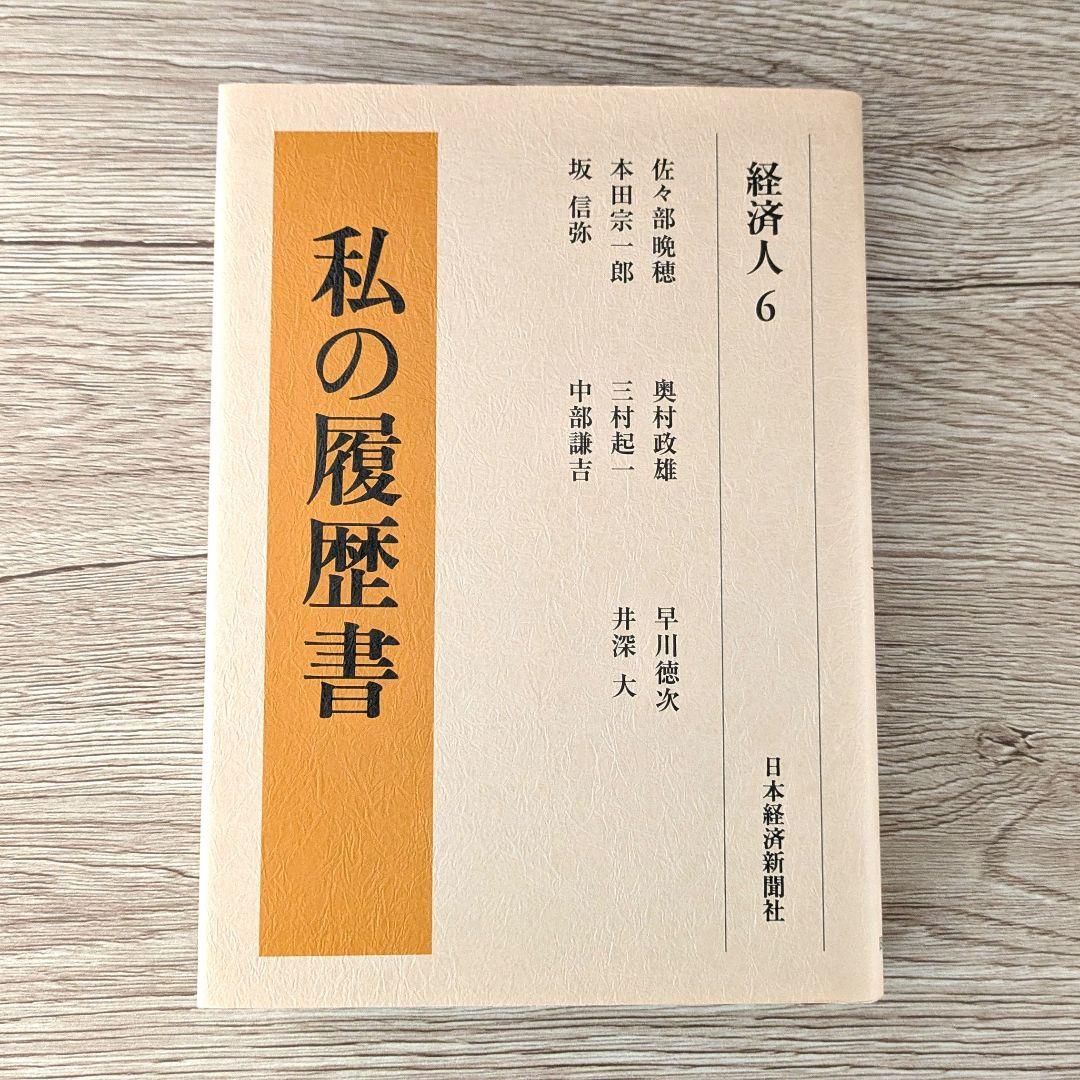 経済人 6
佐々部晩穂
奥村政雄
早川徳次
本田宗一郎
三村起一
井深 大
坂 信弥
中部謙吉
日本経済新聞社
私の履歴書